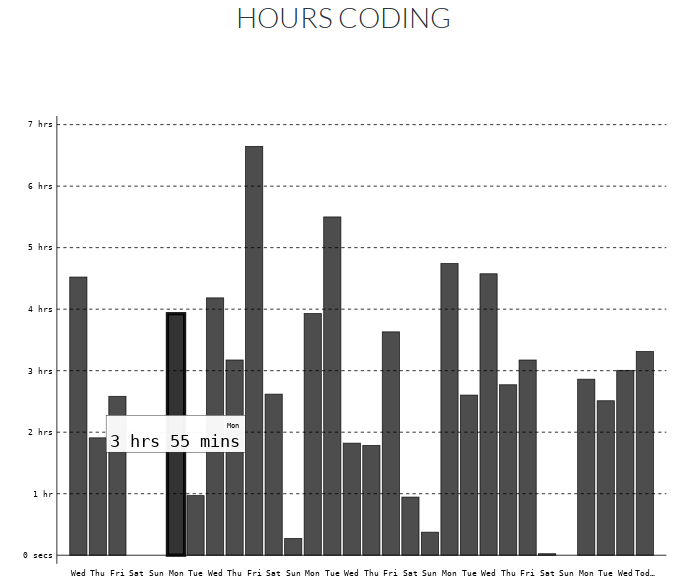 HOURS CODING
7 hrs
6 hrs
5 hrs
4 hrs
3 hrs
2 hrs
1 hr
0 secs
Mon
3 hrs 55 mins
Wed Thu Fri Sat Sun Mon Tue Wed Thu Fri Sat Sun Mon Tue Wed Thu Fri Sat Sun Mon Tue Wed Thu Fri Sat Sun Mon Tue Wed Tod…